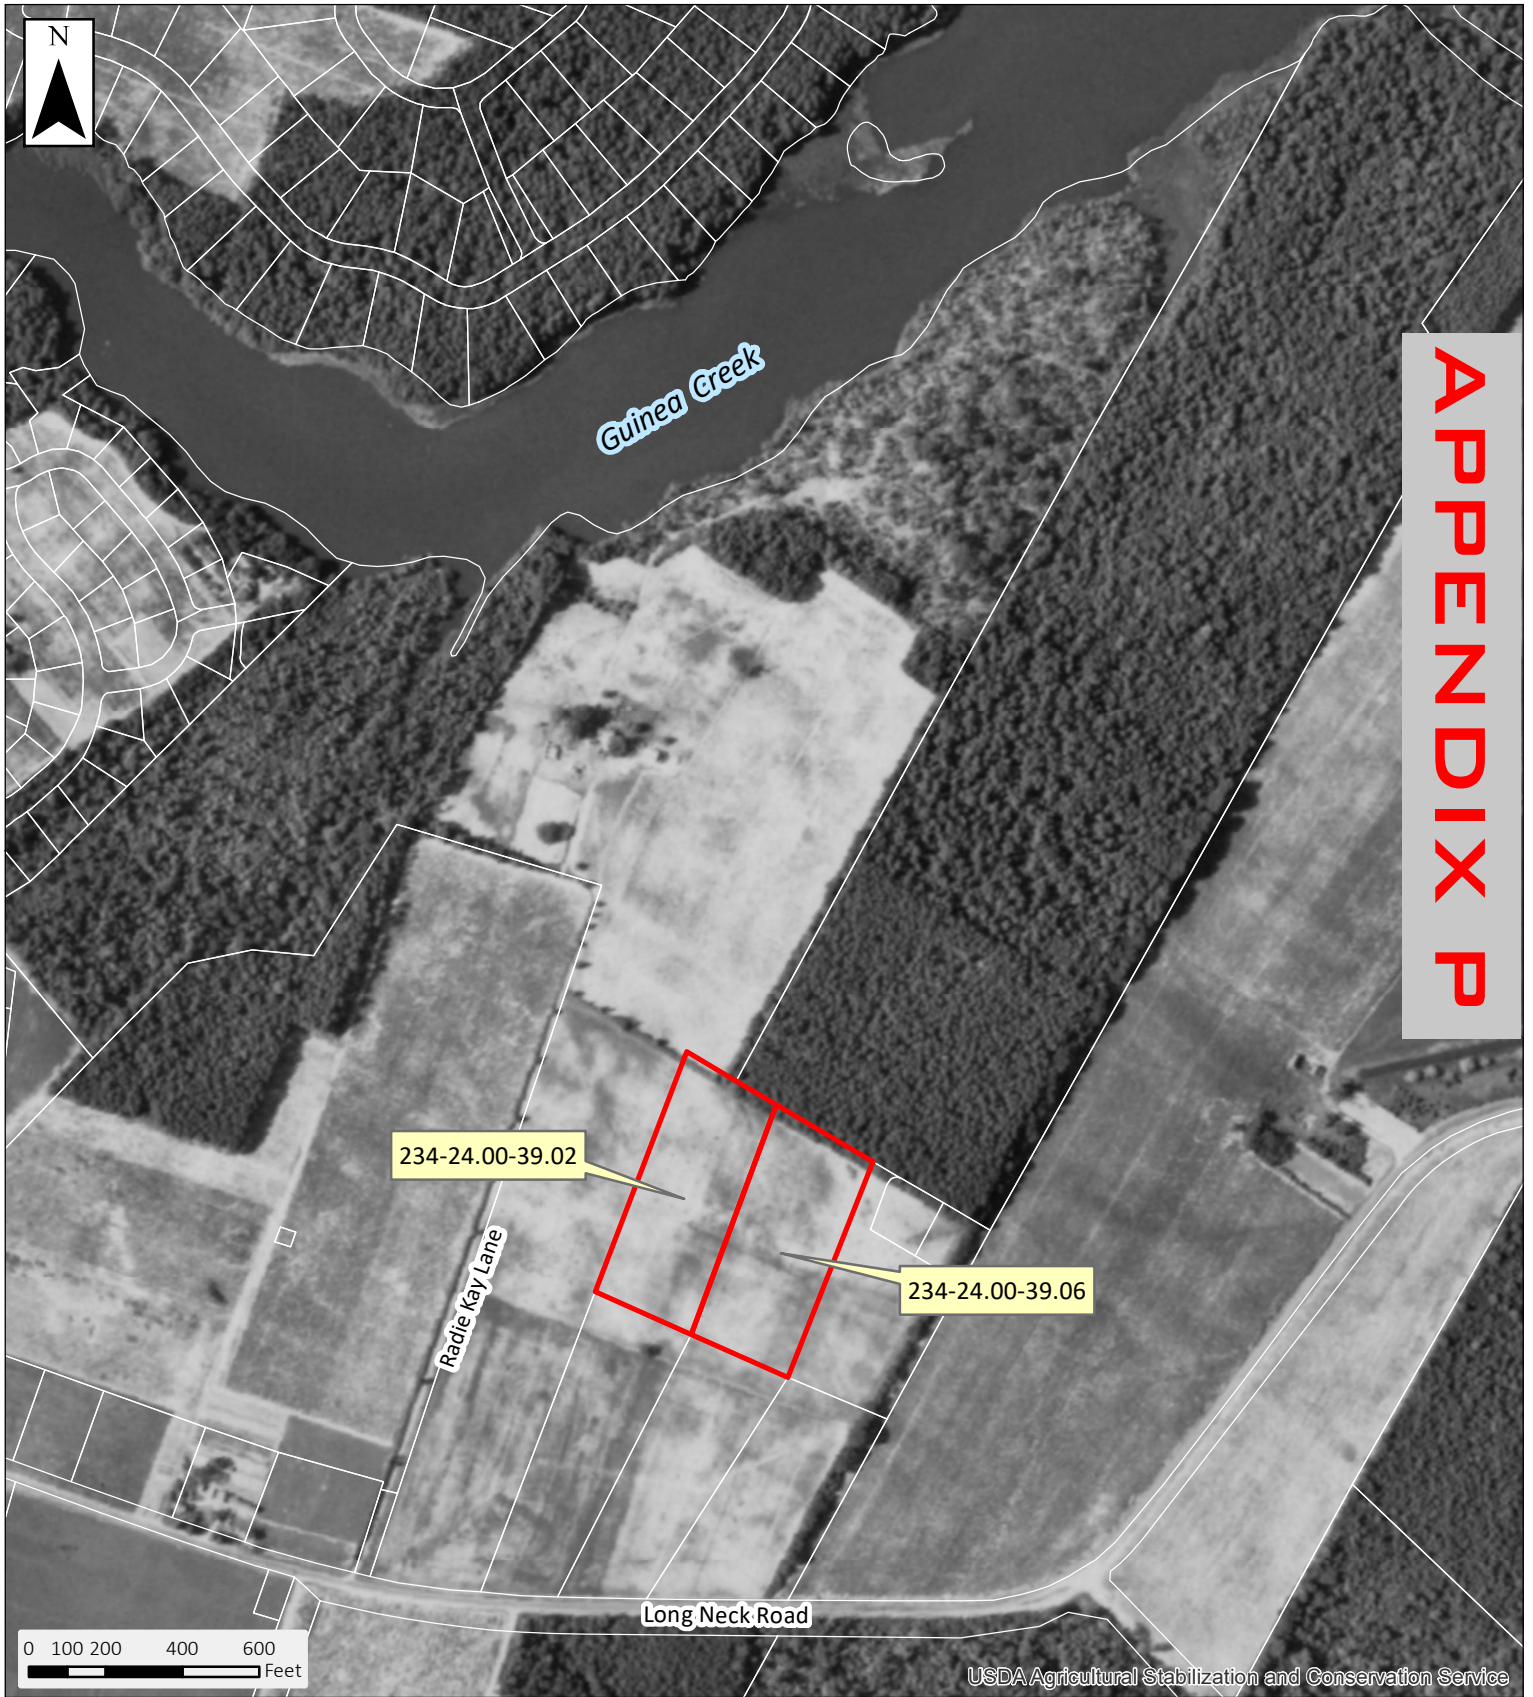 N
Guinea Creek
APPENDIX P
234-24.00-39.02
234-24.00-39.06
Radie Kay Lane
Long Neck Road
0 100 200 400 600
Feet
USDA Agricultural Stabilization and Conservation Service